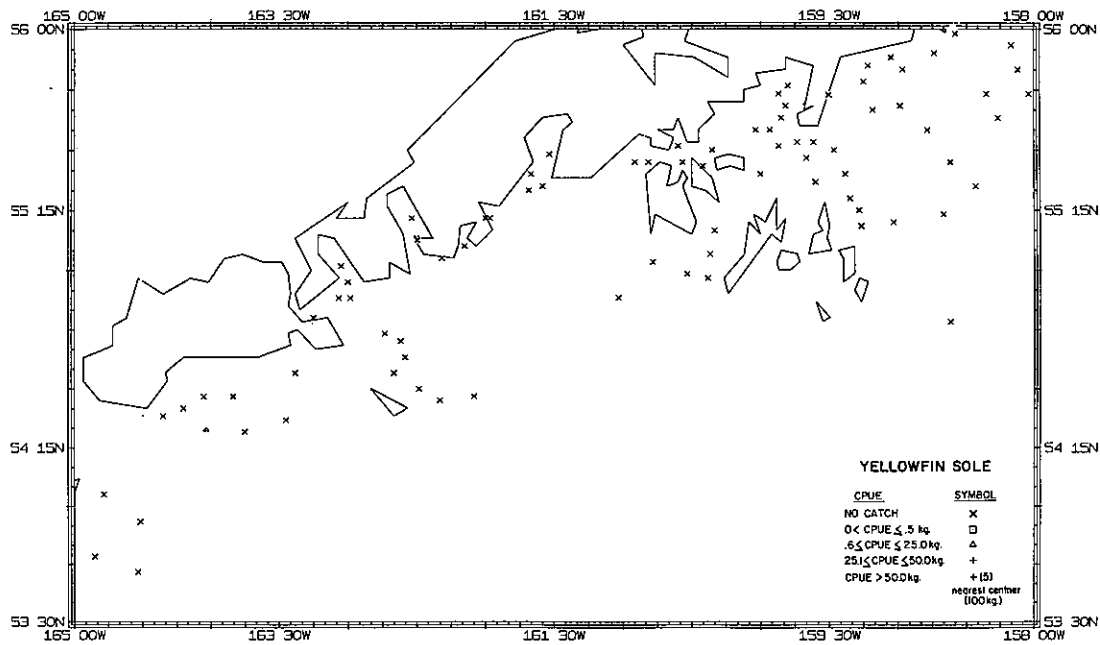 165 00W 163 30W 161 30W 159 30W 158 00W
56 00N 56 00N
55 15N 55 15N
54 15N 54 15N
YELLOWFIN SOLE
CPUE SYMBOL
NO CATCH ×
0< CPUE ≤ .5 kg. □
.6≤CPUE ≤ 25.0kg. △
25.1≤CPUE ≤50.0kg. +
CPUE > 50.0kg. +(5)
nearest centner
(100kg.)
53 30N 53 30N
165 00W 163 30W 161 30W 159 30W 158 00W